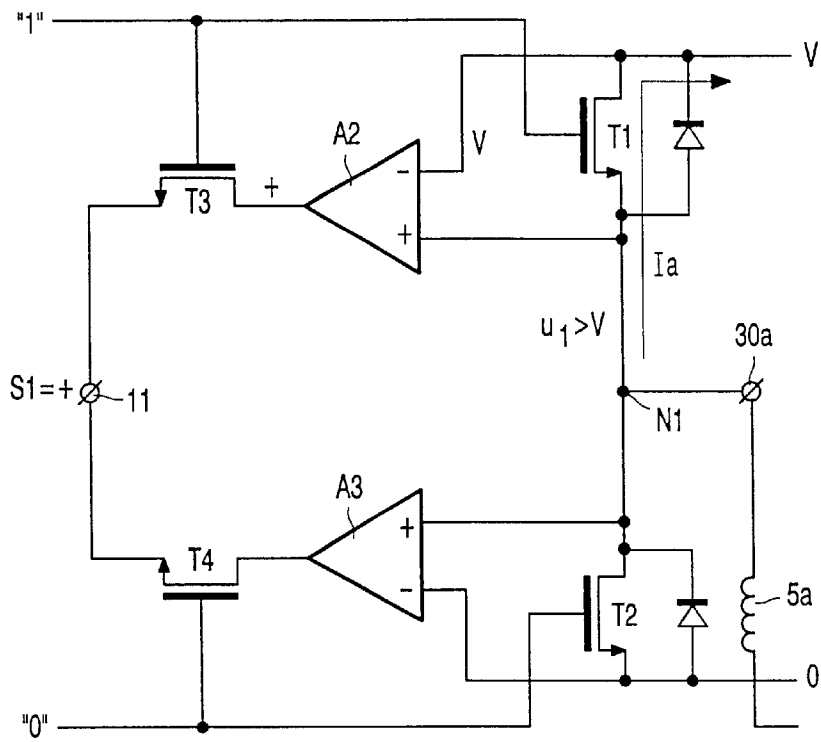 "1"
V
A2
T1
V
-
T3
+
+
Ia
u1>V
30a
S1=+
11
N1
A3
+
T4
-
T2
5a
0
"0"